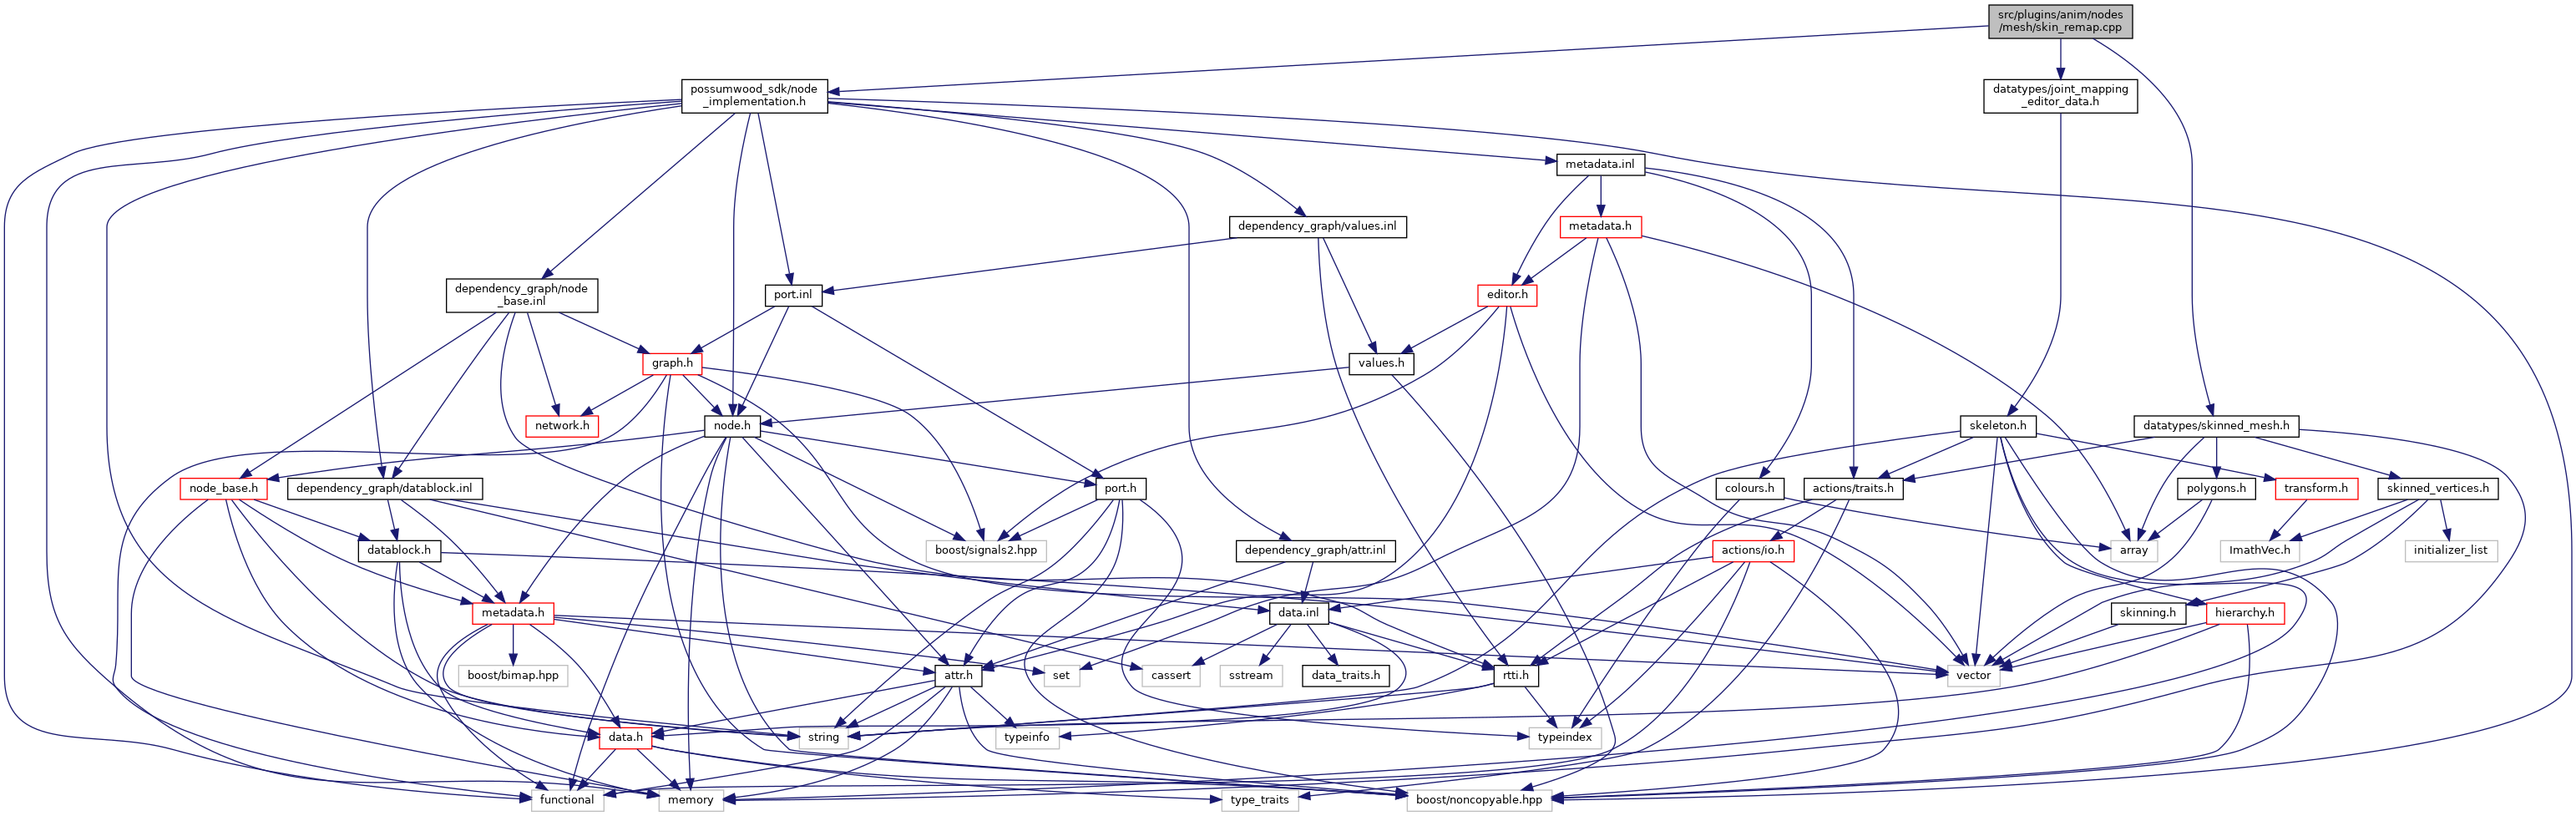 src/plugins/anim/nodes
/mesh/skin_remap.cpp
possumwood_sdk/node
_implementation.h
datatypes/joint_mapping
_editor_data.h
metadata.inl
dependency_graph/values.inl
metadata.h
dependency_graph/node
_base.inl
port.inl
editor.h
graph.h
values.h
network.h
node.h
skeleton.h
datatypes/skinned_mesh.h
node_base.h
dependency_graph/datablock.inl
port.h
colours.h
actions/traits.h
polygons.h
transform.h
skinned_vertices.h
datablock.h
boost/signals2.hpp
dependency_graph/attr.inl
actions/io.h
array
ImathVec.h
initializer_list
metadata.h
data.inl
skinning.h
hierarchy.h
boost/bimap.hpp
attr.h
set
cassert
sstream
data_traits.h
rtti.h
vector
data.h
string
typeinfo
typeindex
functional
memory
type_traits
boost/noncopyable.hpp